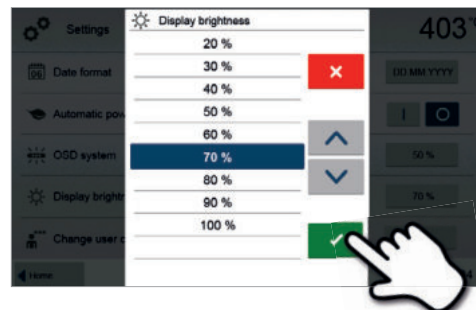 Settings
Display brightness
403
20 %
30 %
40 %
50 %
60 %
70 %
80 %
90 %
100 %
Date format
DD.MM.YYYY
06
Automatic pow
OSD system
50 %
Display brightn
70 %
Change user c
Home